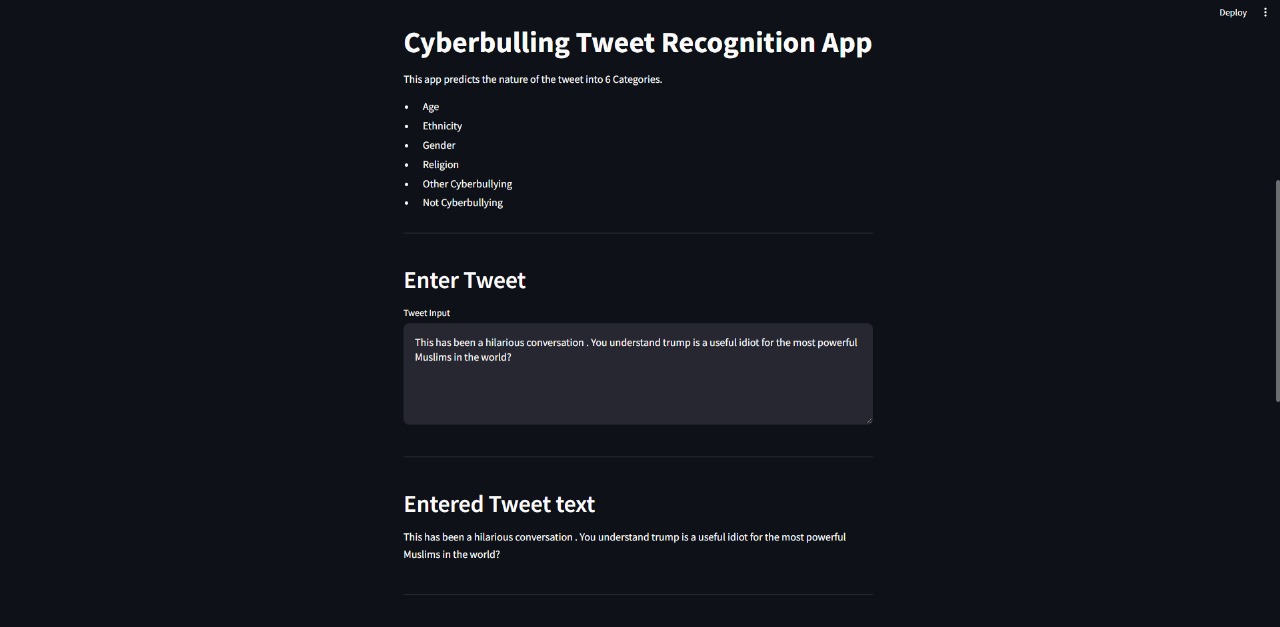 Deploy
Cyberbulling Tweet Recognition App
This app predicts the nature of the tweet into 6 Categories.
• Age
• Ethnicity
• Gender
• Religion
• Other Cyberbullying
• Not Cyberbullying
Enter Tweet
Tweet Input
This has been a hilarious conversation . You understand trump is a useful idiot for the most powerful
Muslims in the world?
Entered Tweet text
This has been a hilarious conversation . You understand trump is a useful idiot for the most powerful
Muslims in the world?